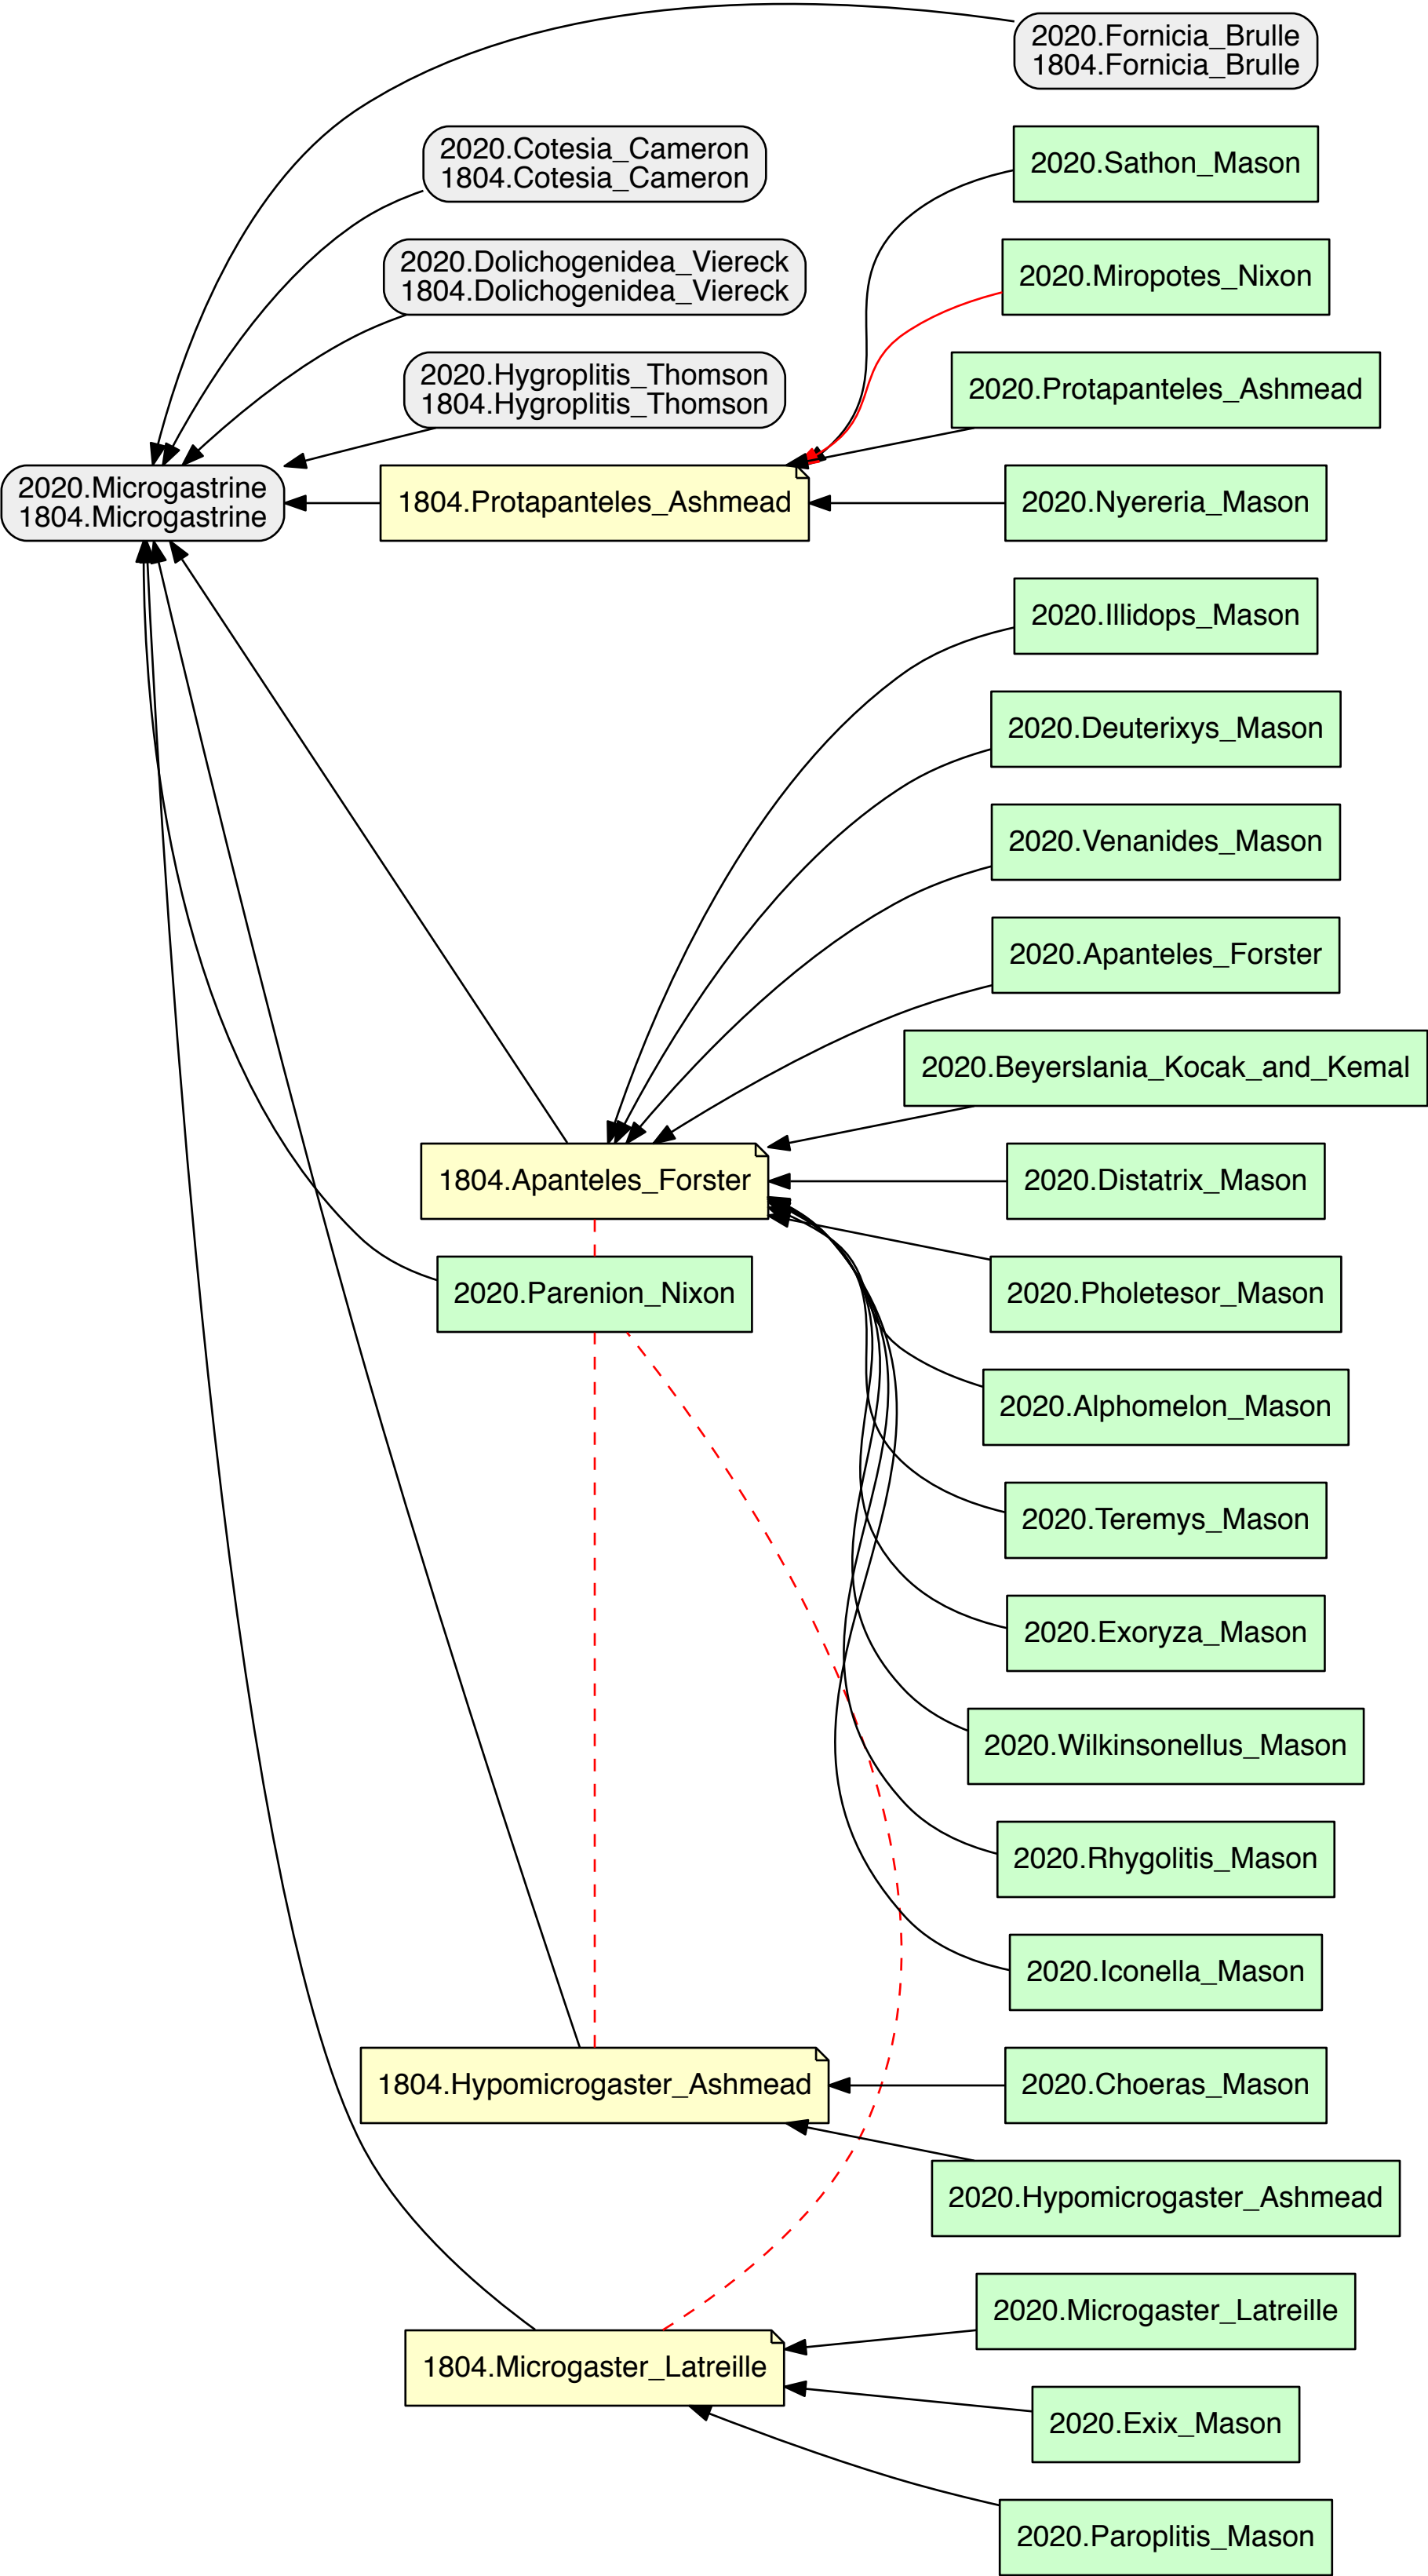 2020.Fornicia_Brulle
1804.Fornicia_Brulle
2020.Cotesia_Cameron
1804.Cotesia_Cameron
2020.Sathon_Mason
2020.Dolichogenidea_Viereck
1804.Dolichogenidea_Viereck
2020.Miropotes_Nixon
2020.Hygroplitis_Thomson
1804.Hygroplitis_Thomson
2020.Protapanteles_Ashmead
2020.Microgastrine
1804.Microgastrine
1804.Protapanteles_Ashmead
2020.Nyereria_Mason
2020.Illidops_Mason
2020.Deuterixys_Mason
2020.Venanides_Mason
2020.Apanteles_Forster
2020.Beyerslania_Kocak_and_Kemal
1804.Apanteles_Forster
2020.Distatrix_Mason
2020.Parenion_Nixon
2020.Pholetesor_Mason
2020.Alphomelon_Mason
2020.Teremys_Mason
2020.Exoryza_Mason
2020.Wilkinsonellus_Mason
2020.Rhygolitis_Mason
2020.Iconella_Mason
1804.Hypomicrogaster_Ashmead
2020.Choeras_Mason
2020.Hypomicrogaster_Ashmead
2020.Microgaster_Latreille
1804.Microgaster_Latreille
2020.Exix_Mason
2020.Paroplitis_Mason